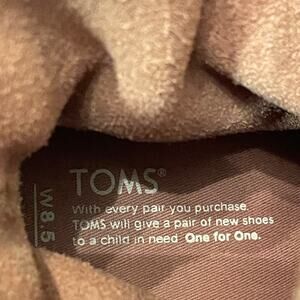 TOMS®
With every pair you purchase,
TOMS will give a pair of new shoes
to a child in need. One for One.
W8.5